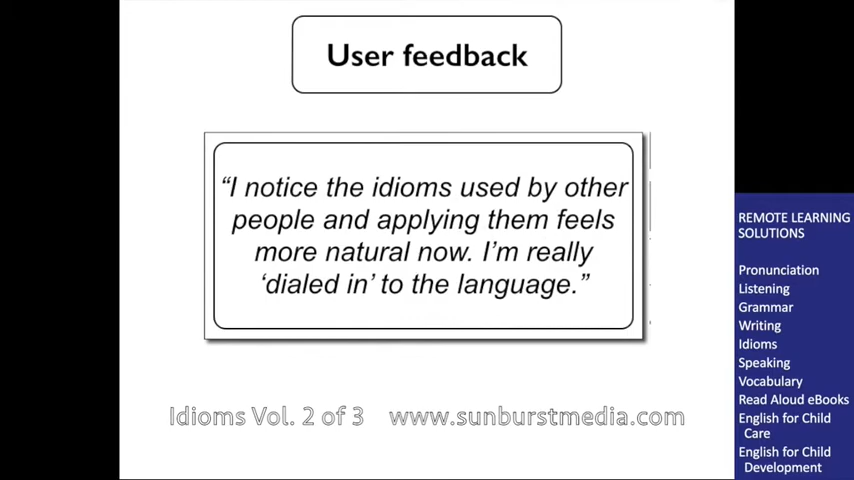 User feedback
“I notice the idioms used by other
people and applying them feels
more natural now. I’m really
‘dialed in’ to the language.”
Idioms Vol. 2 of 3    www.sunburstmedia.com
REMOTE LEARNING
SOLUTIONS
Pronunciation
Listening
Grammar
Writing
Idioms
Speaking
Vocabulary
Read Aloud eBooks
English for Child
Care
English for Child
Development